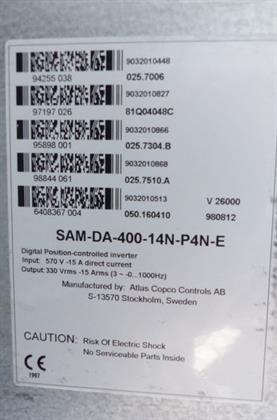 9032010448
94255 038 025.7006
9032010827
97197 026 81Q04048C
9032010866
95898 001 025.7304.B
9032010868
98844 061 025.7510.A
9032010513 V 26000
6408367 004 050.160410 980812
SAM-DA-400-14N-P4N-E
Digital Position-controlled inverter
Input: 570 V -15 A direct current
Output: 330 Vrms -15 Arms (3 ~ -0...1000Hz)
Manufactured by: Atlas Copco Controls AB
S-13570 Stockholm, Sweden
CAUTION: Risk Of Electric Shock
No Serviceable Parts Inside
CE
1997